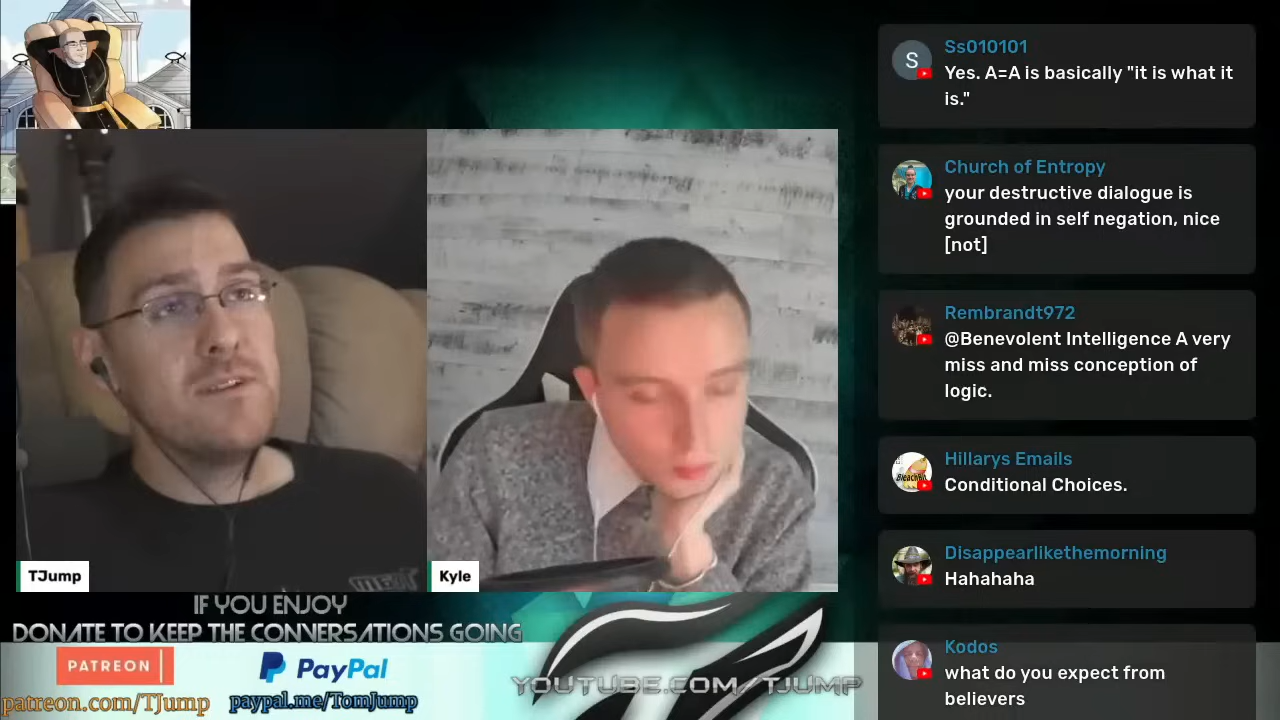 Ss010101
Yes. A=A is basically "it is what it
is."
Church of Entropy
your destructive dialogue is
grounded in self negation, nice
[not]
Rembrandt972
@Benevolent Intelligence A very
miss and miss conception of
logic.
Hillarys Emails
Conditional Choices.
Disappearlikethemorning
Hahahaha
Kodos
what do you expect from
believers
S
TJump
Kyle
IF YOU ENJOY
DONATE TO KEEP THE CONVERSATIONS GOING
PATREON
PayPal
patreon.com/TJump
paypal.me/TomJump
YOUTUBE.COM/TJUMP